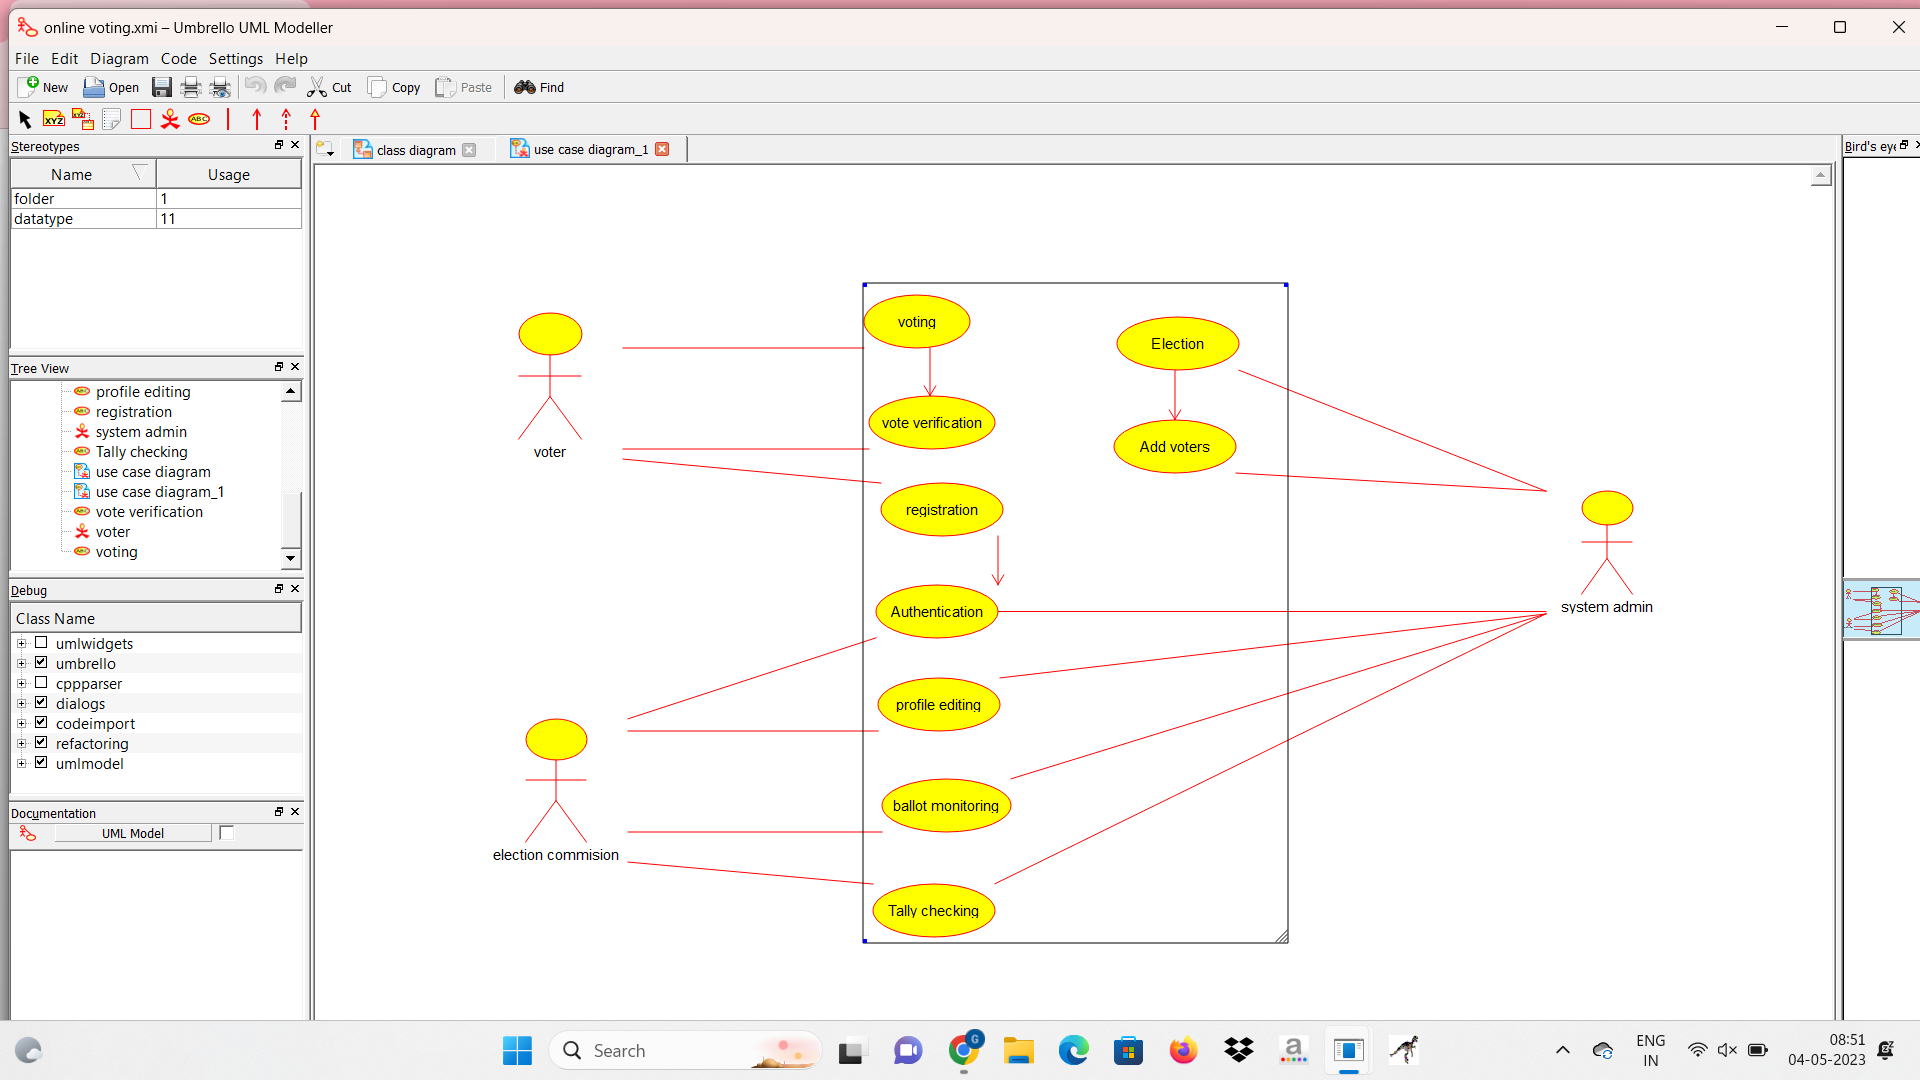 online voting.xmi – Umbrello UML Modeller
File Edit Diagram Code Settings Help
New Open Cut Copy Paste Find
XYZ XYZ ABC
Stereotypes
Name Usage
folder 1
datatype 11
Tree View
profile editing
registration
system admin
Tally checking
use case diagram
use case diagram_1
vote verification
voter
voting
Debug
Class Name
umlwidgets
umbrello
cppparser
dialogs
codeimport
refactoring
umlmodel
Documentation
UML Model
class diagram use case diagram_1
Bird's eye
voting
Election
vote verification
Add voters
voter
registration
Authentication
system admin
profile editing
ballot monitoring
election commision
Tally checking
Search
G
a
ENG
IN
08:51
04-05-2023